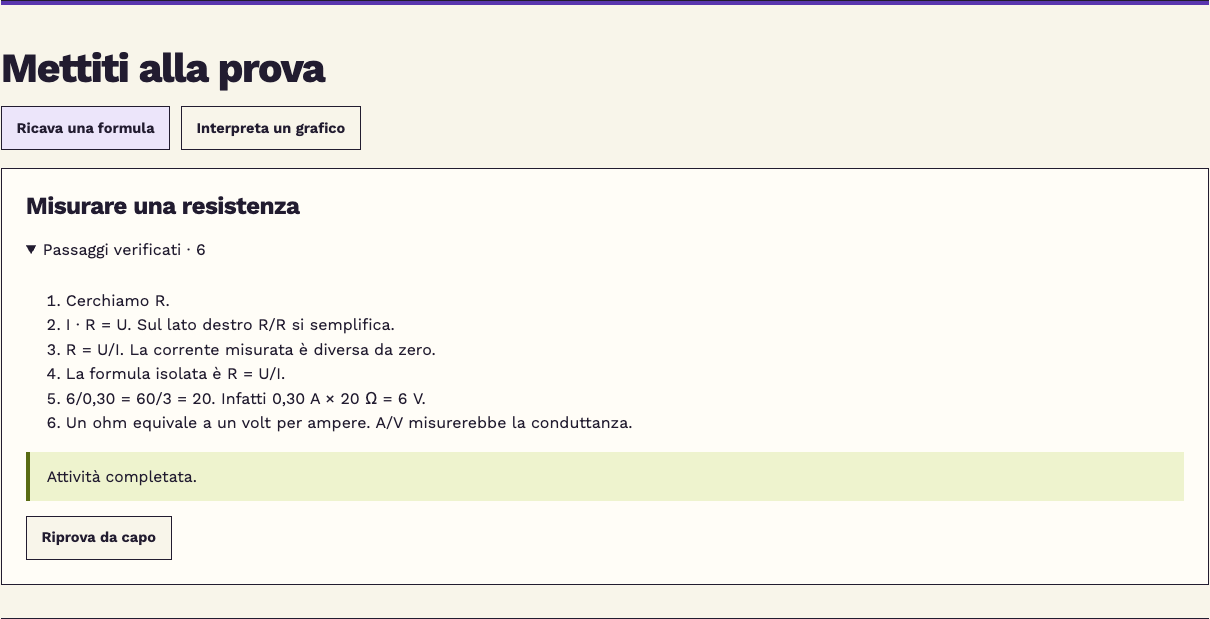 Mettiti alla prova
Ricava una formula
Interpreta un grafico
Misurare una resistenza
▼ Passaggi verificati · 6
1. Cerchiamo R.
2. I · R = U. Sul lato destro R/R si semplifica.
3. R = U/I. La corrente misurata è diversa da zero.
4. La formula isolata è R = U/I.
5. 6/0,30 = 60/3 = 20. Infatti 0,30 A × 20 Ω = 6 V.
6. Un ohm equivale a un volt per ampere. A/V misurerebbe la conduttanza.
Attività completata.
Riprova da capo